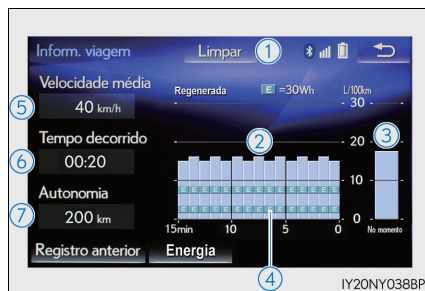 Inform. viagem
Limpar
1
Velocidade média
5
40 km/h
Tempo decorrido
6
00:20
Autonomia
7
200 km
Registro anterior
Energia
Regenerada
E =30Wh
L/100km
30
2
20
3
10
0
E E E E E E E E E E E E E E E
E E E E E E E E E E E E E E E
15min 10 5 0
No momento
4
IY20NY038BP